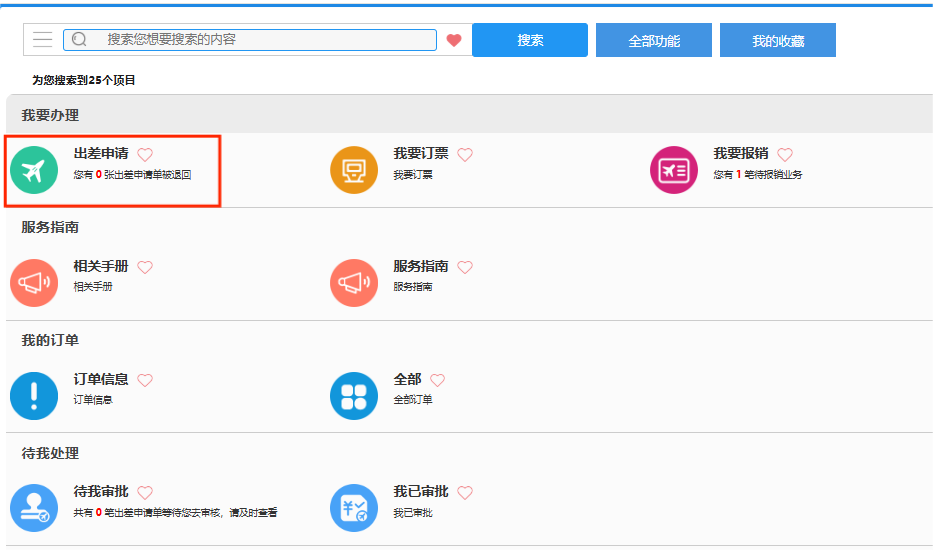 搜索您想要搜索的内容
搜索
全部功能
我的收藏
为您搜索到25个项目
我要办理
出差申请
您有 0 张出差申请单被退回
我要订票
我要订票
我要报销
您有 1 笔待报销业务
服务指南
相关手册
相关手册
服务指南
服务指南
我的订单
订单信息
订单信息
全部
全部订单
待我处理
待我审批
共有 0 笔出差申请单等待您去审核，请及时查看
我已审批
我已审批